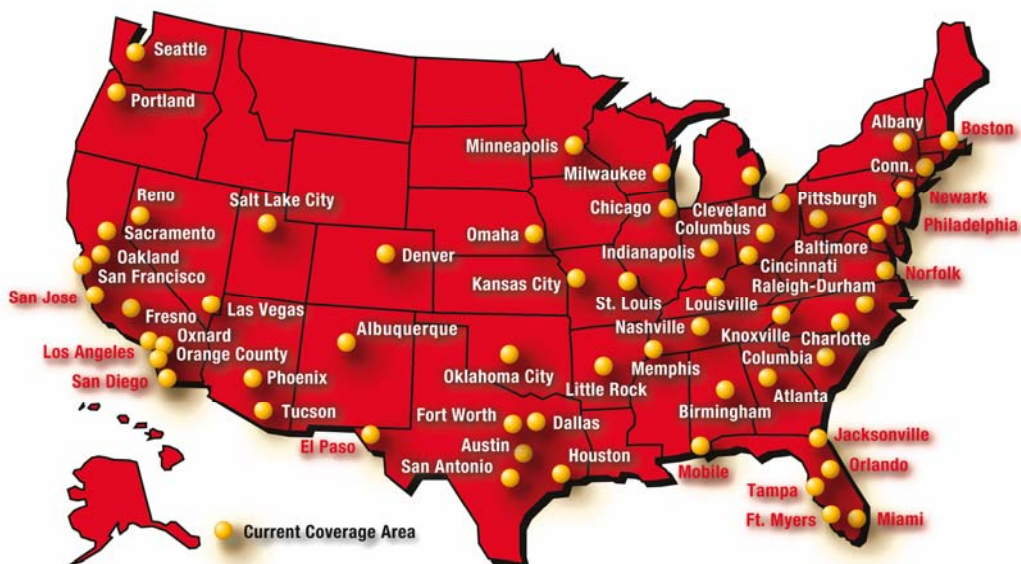 Seattle
Portland
Albany
Boston
Minneapolis
Milwaukee
Conn.
Reno
Salt Lake City
Chicago
Cleveland
Pittsburgh
Newark
Sacramento
Columbus
Philadelphia
Omaha
Indianapolis
Baltimore
Oakland
Denver
Cincinnati
San Francisco
Kansas City
Norfolk
San Jose
St. Louis
Louisville
Raleigh-Durham
Fresno
Las Vegas
Albuquerque
Nashville
Knoxville
Charlotte
Oxnard
Los Angeles
Orange County
Memphis
Columbia
San Diego
Phoenix
Oklahoma City
Little Rock
Atlanta
Tucson
Fort Worth
Dallas
Birmingham
El Paso
Austin
Houston
Jacksonville
San Antonio
Mobile
Orlando
Tampa
Ft. Myers
Miami
Current Coverage Area